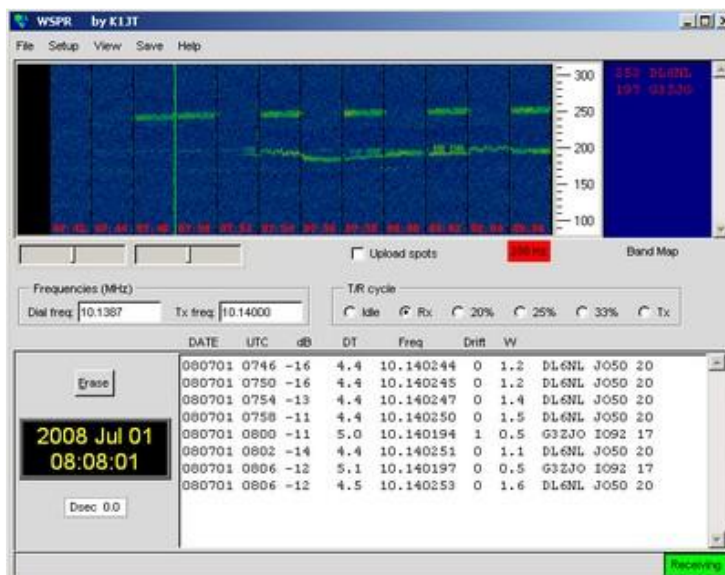 WSPR by K1JT
File Setup View Save Help
300
250
200
150
100
253 DL6NL
197 G3ZJO
Upload spots
Band Map
Frequencies (MHz)
Dial freq: 10.1387 Tx freq: 10.14000
T/R cycle
Idle Rx 20% 25% 33% Tx
DATE UTC dB DT Freq Drift W
080701 0746 -16 4.4 10.140244 0 1.2 DL6NL JO50 20
080701 0750 -16 4.4 10.140245 0 1.2 DL6NL JO50 20
080701 0754 -13 4.4 10.140247 0 1.4 DL6NL JO50 20
080701 0758 -11 4.4 10.140250 0 1.5 DL6NL JO50 20
080701 0800 -11 5.0 10.140194 1 0.5 G3ZJO IO92 17
080701 0802 -14 4.4 10.140251 0 1.1 DL6NL JO50 20
080701 0806 -12 5.1 10.140197 0 0.5 G3ZJO IO92 17
080701 0806 -12 4.5 10.140253 0 1.6 DL6NL JO50 20
Erase
2008 Jul 01
08:08:01
Dsec 0.0
Receiving